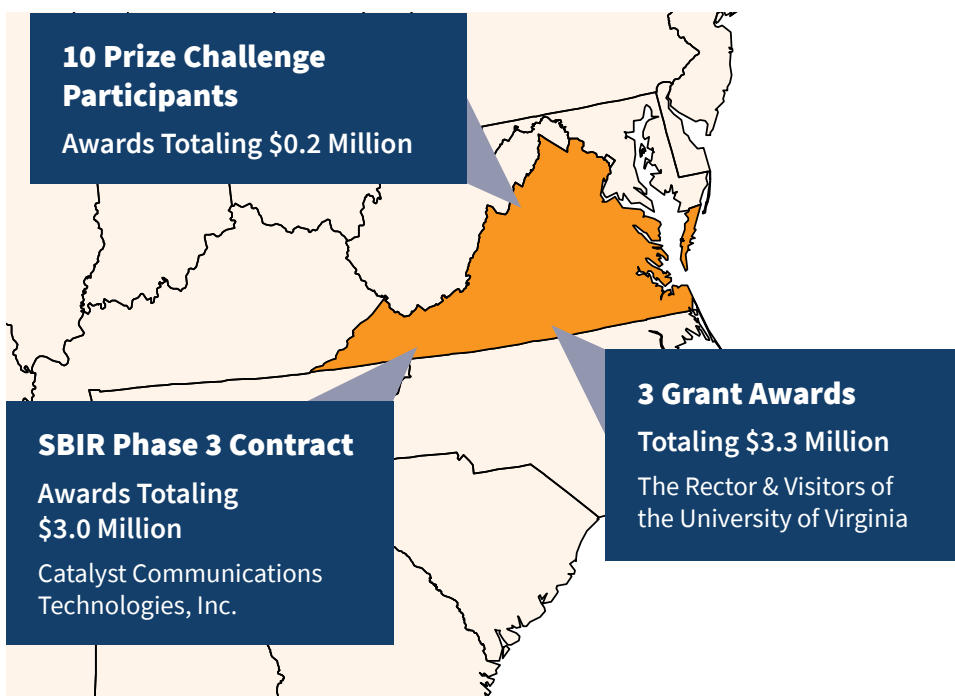 10 Prize Challenge
Participants
Awards Totaling $0.2 Million
SBIR Phase 3 Contract
Awards Totaling
$3.0 Million
Catalyst Communications
Technologies, Inc.
3 Grant Awards
Totaling $3.3 Million
The Rector & Visitors of
the University of Virginia